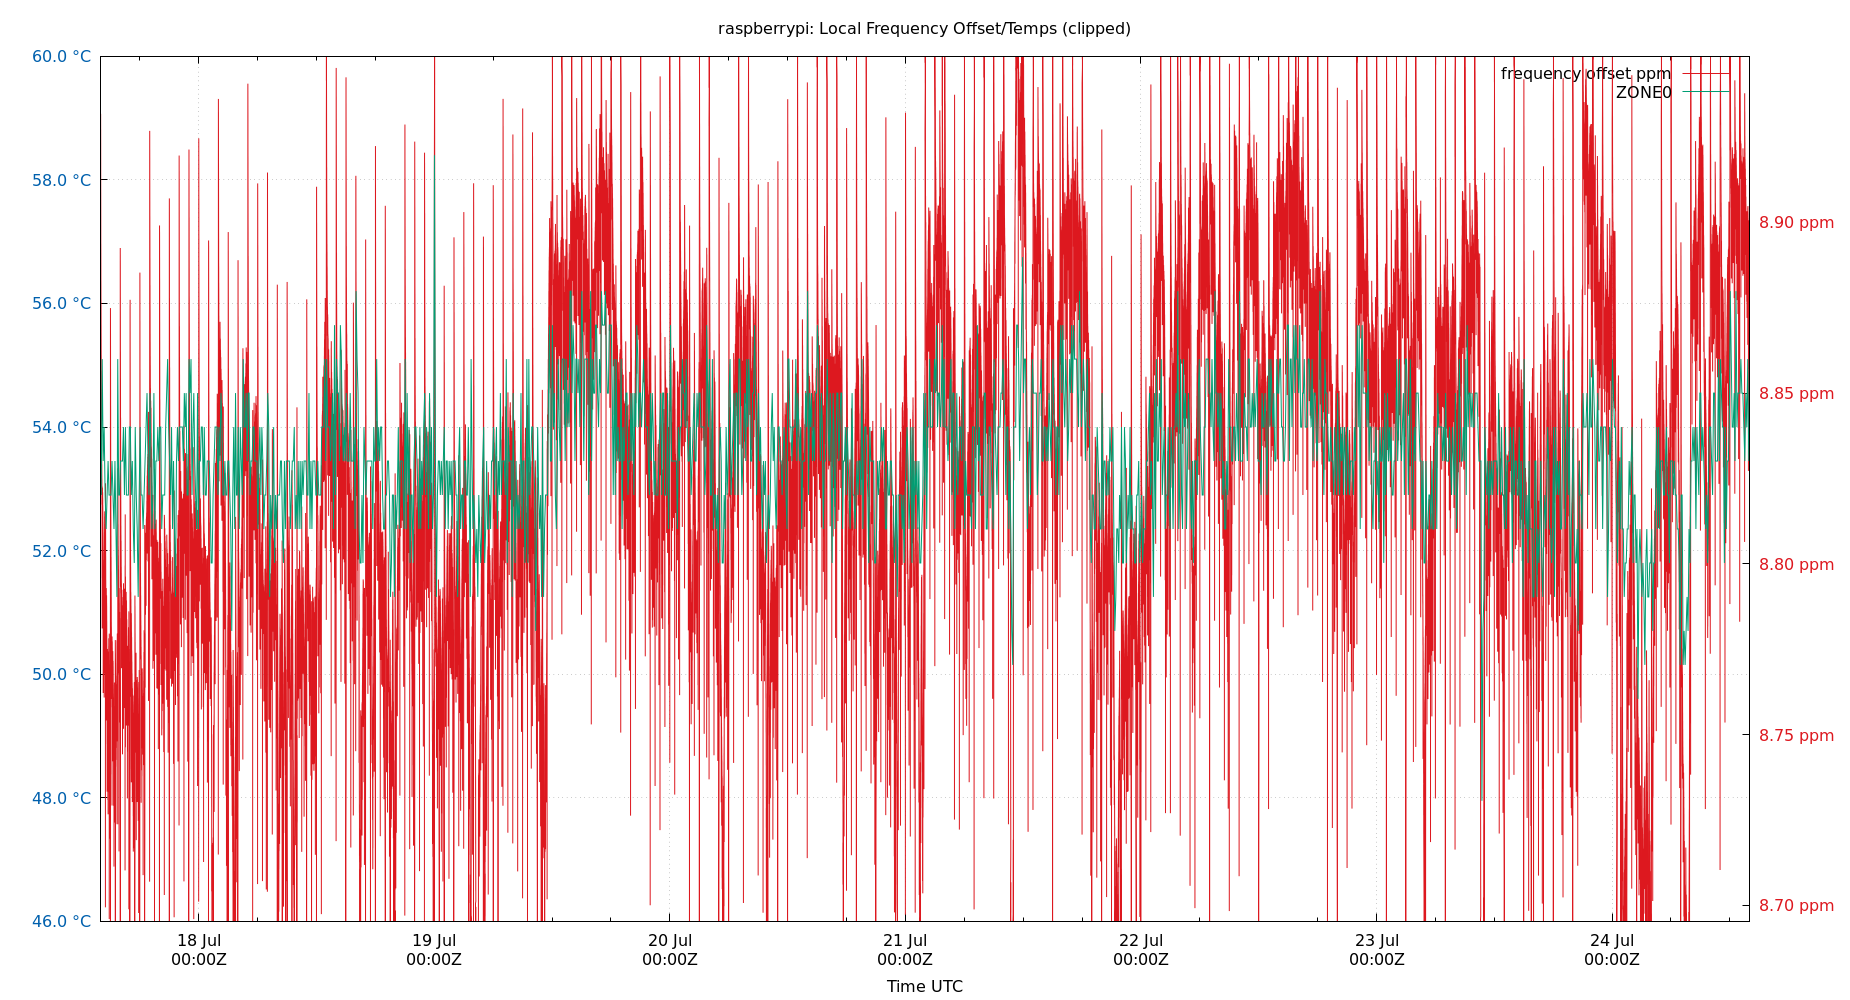 raspberrypi: Local Frequency Offset/Temps (clipped)
60.0 °C
58.0 °C
56.0 °C
54.0 °C
52.0 °C
50.0 °C
48.0 °C
46.0 °C
frequency offset ppm
ZONE0
8.90 ppm
8.85 ppm
8.80 ppm
8.75 ppm
8.70 ppm
18 Jul
00:00Z
19 Jul
00:00Z
20 Jul
00:00Z
21 Jul
00:00Z
22 Jul
00:00Z
23 Jul
00:00Z
24 Jul
00:00Z
Time UTC